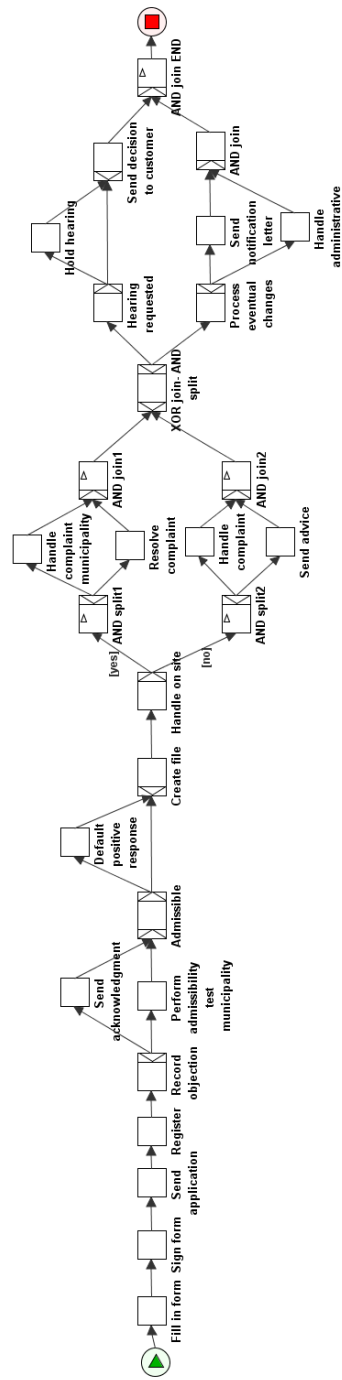 Fill in form
Sign form
Send
application
Register
Record
objection
Send
acknowledgment
Perform
admissibility
test
municipality
Admissible
Default
positive
response
Create file
Handle on site
[yes]
[no]
AND split1
Handle
complaint
municipality
Resolve
complaint
AND join1
AND split2
Handle
complaint
Send advice
AND join2
XOR join- AND
split
Hearing
requested
Hold hearing
Send decision
to customer
Process
eventual
changes
Send
notification
letter
Handle
administrative
AND join
AND join END